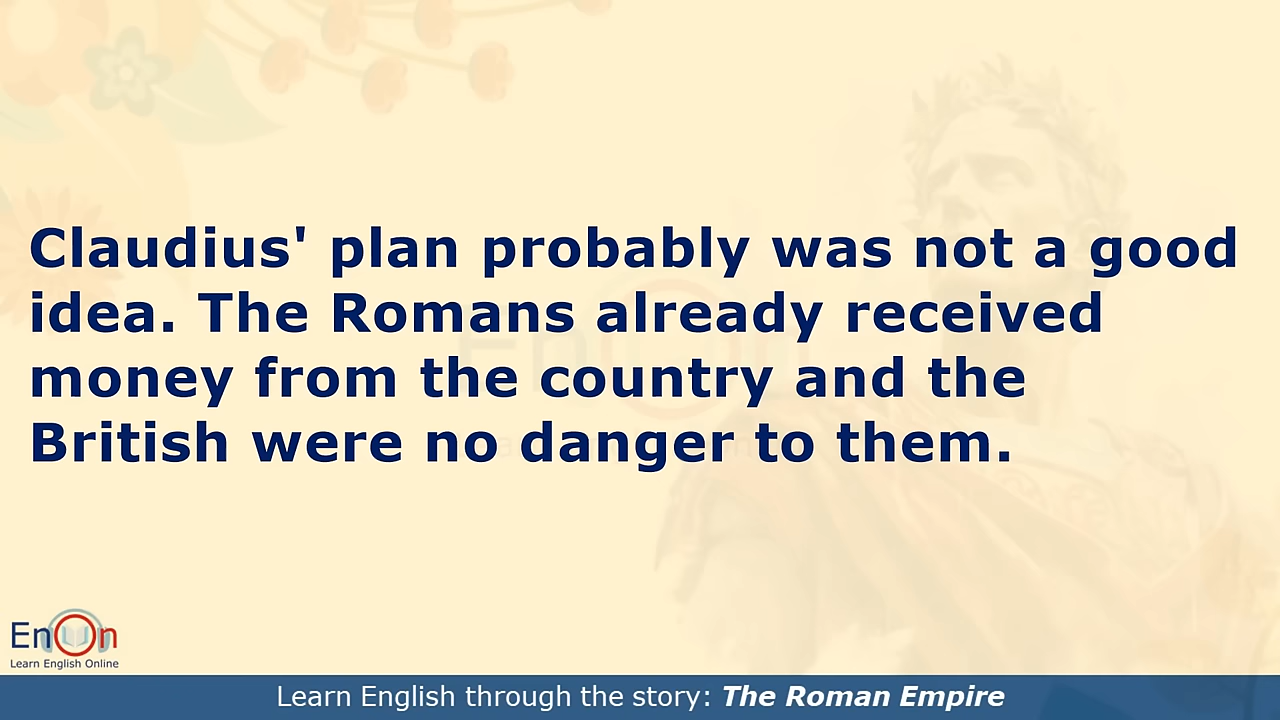 Claudius' plan probably was not a good
idea. The Romans already received
money from the country and the
British were no danger to them.
EnOn
Learn English Online
Learn English through the story: The Roman Empire